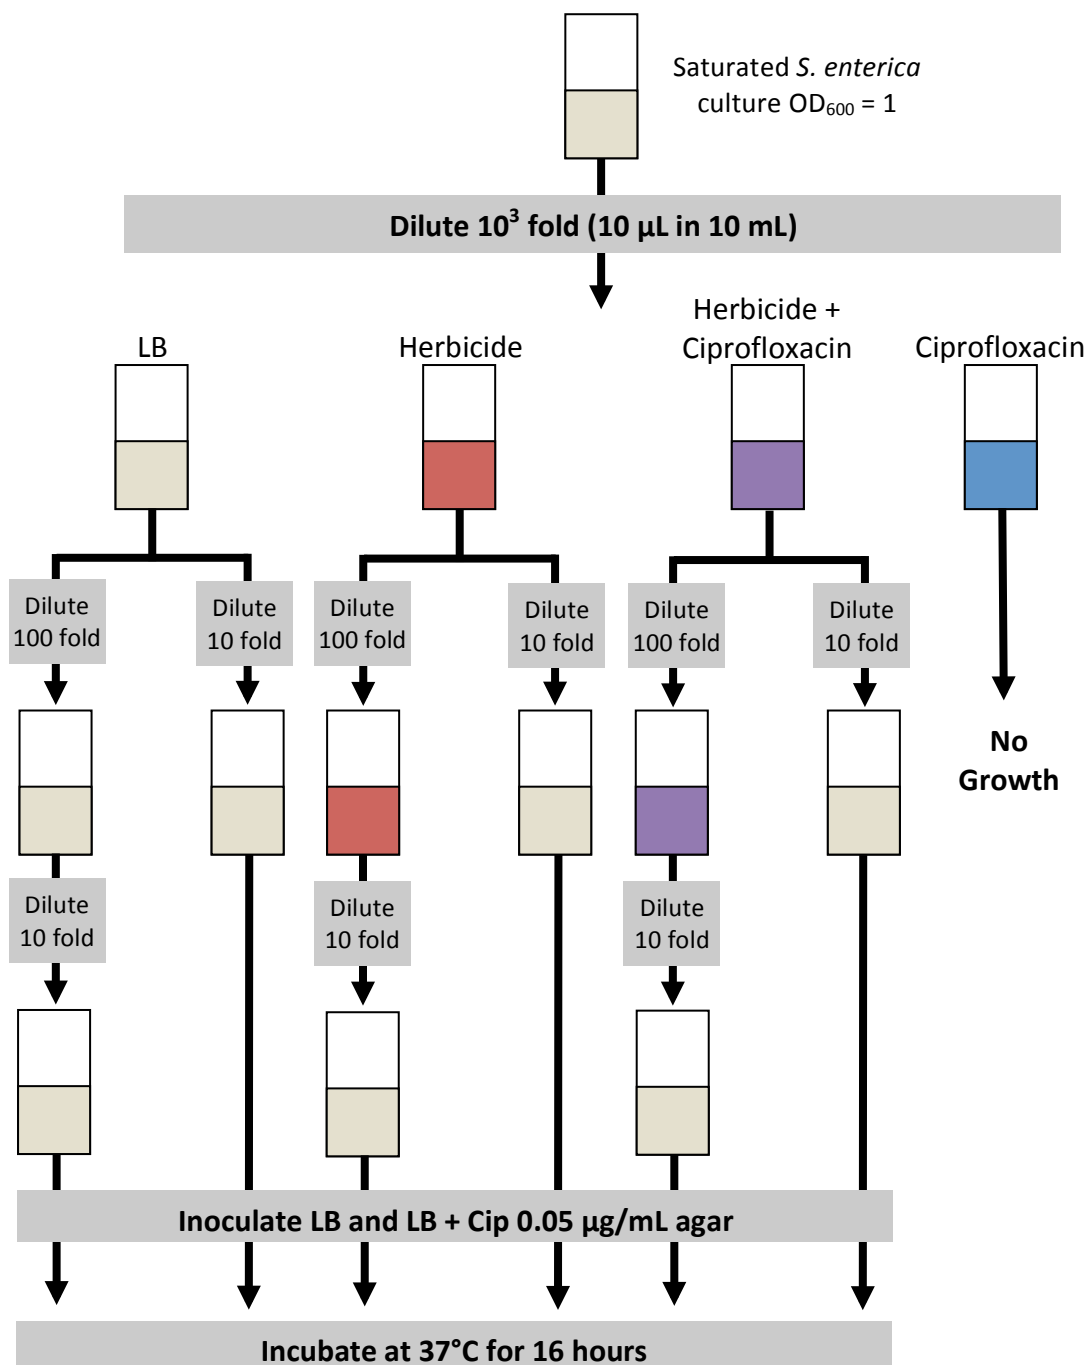 Saturated S. enterica
culture OD₆₀₀ = 1
Dilute 10³ fold (10 µL in 10 mL)
LB
Herbicide
Herbicide +
Ciprofloxacin
Ciprofloxacin
Dilute
100 fold
Dilute
10 fold
Dilute
100 fold
Dilute
10 fold
Dilute
100 fold
Dilute
10 fold
No
Growth
Dilute
10 fold
Dilute
10 fold
Dilute
10 fold
Inoculate LB and LB + Cip 0.05 µg/mL agar
Incubate at 37°C for 16 hours